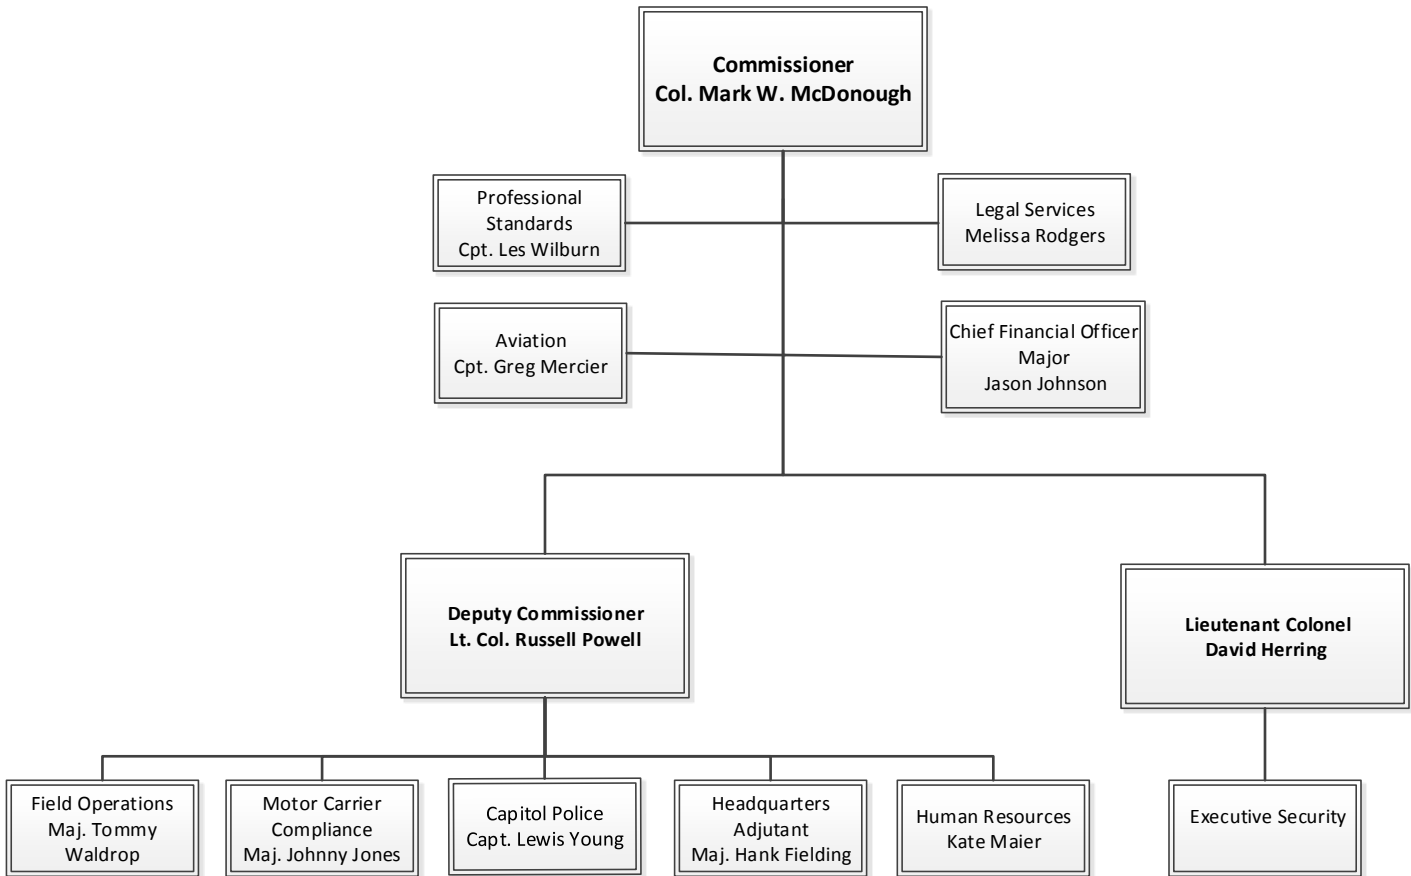 Commissioner
Col. Mark W. McDonough
Professional
Standards
Cpt. Les Wilburn
Legal Services
Melissa Rodgers
Aviation
Cpt. Greg Mercier
Chief Financial Officer
Major
Jason Johnson
Deputy Commissioner
Lt. Col. Russell Powell
Lieutenant Colonel
David Herring
Field Operations
Maj. Tommy
Waldrop
Motor Carrier
Compliance
Maj. Johnny Jones
Capitol Police
Capt. Lewis Young
Headquarters
Adjutant
Maj. Hank Fielding
Human Resources
Kate Maier
Executive Security